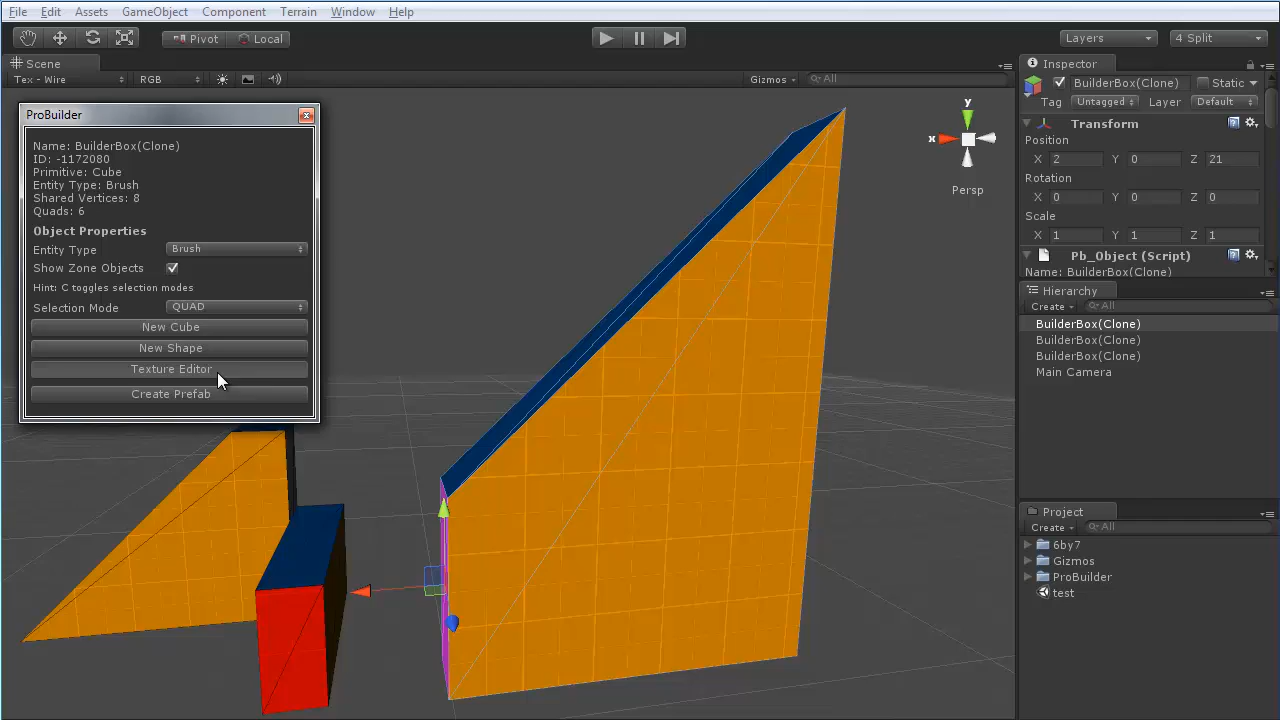 File Edit Assets GameObject Component Terrain Window Help
Pivot Local Layers 4 Split
Scene
Tex - Wire RGB Gizmos All
ProBuilder
Name: BuilderBox(Clone)
ID: -1172080
Primitive: Cube
Entity Type: Brush
Shared Vertices: 8
Quads: 6
Object Properties
Entity Type Brush
Show Zone Objects
Hint: C toggles selection modes
Selection Mode QUAD
New Cube
New Shape
Texture Editor
Create Prefab
y
x
Persp
Inspector
BuilderBox(Clone) Static
Tag Untagged Layer Default
Transform
Position
X 2 Y 0 Z 21
Rotation
X 0 Y 0 Z 0
Scale
X 1 Y 1 Z 1
Pb_Object (Script)
Name: BuilderBox(Clone)
Hierarchy
Create All
BuilderBox(Clone)
BuilderBox(Clone)
BuilderBox(Clone)
Main Camera
Project
Create All
6by7
Gizmos
ProBuilder
test